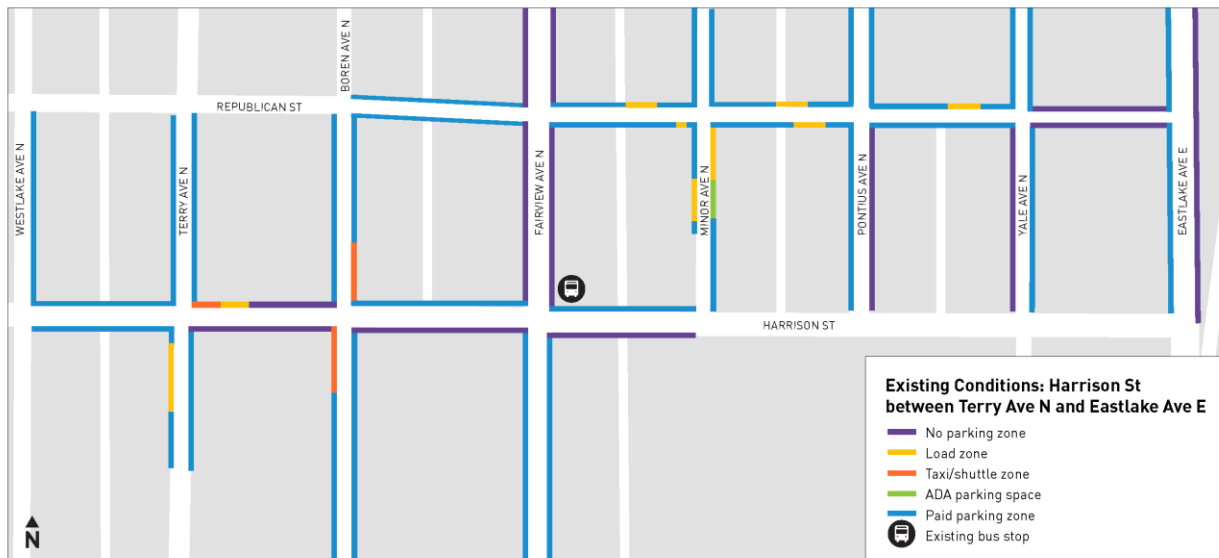 BOREN AVE N
REPUBLICAN ST
WESTLAKE AVE N
TERRY AVE N
FAIRVIEW AVE N
MINOR AVE N
PONTIUS AVE N
YALE AVE N
EASTLAKE AVE E
HARRISON ST
Existing Conditions: Harrison St
between Terry Ave N and Eastlake Ave E
No parking zone
Load zone
Taxi/shuttle zone
ADA parking space
Paid parking zone
Existing bus stop
N